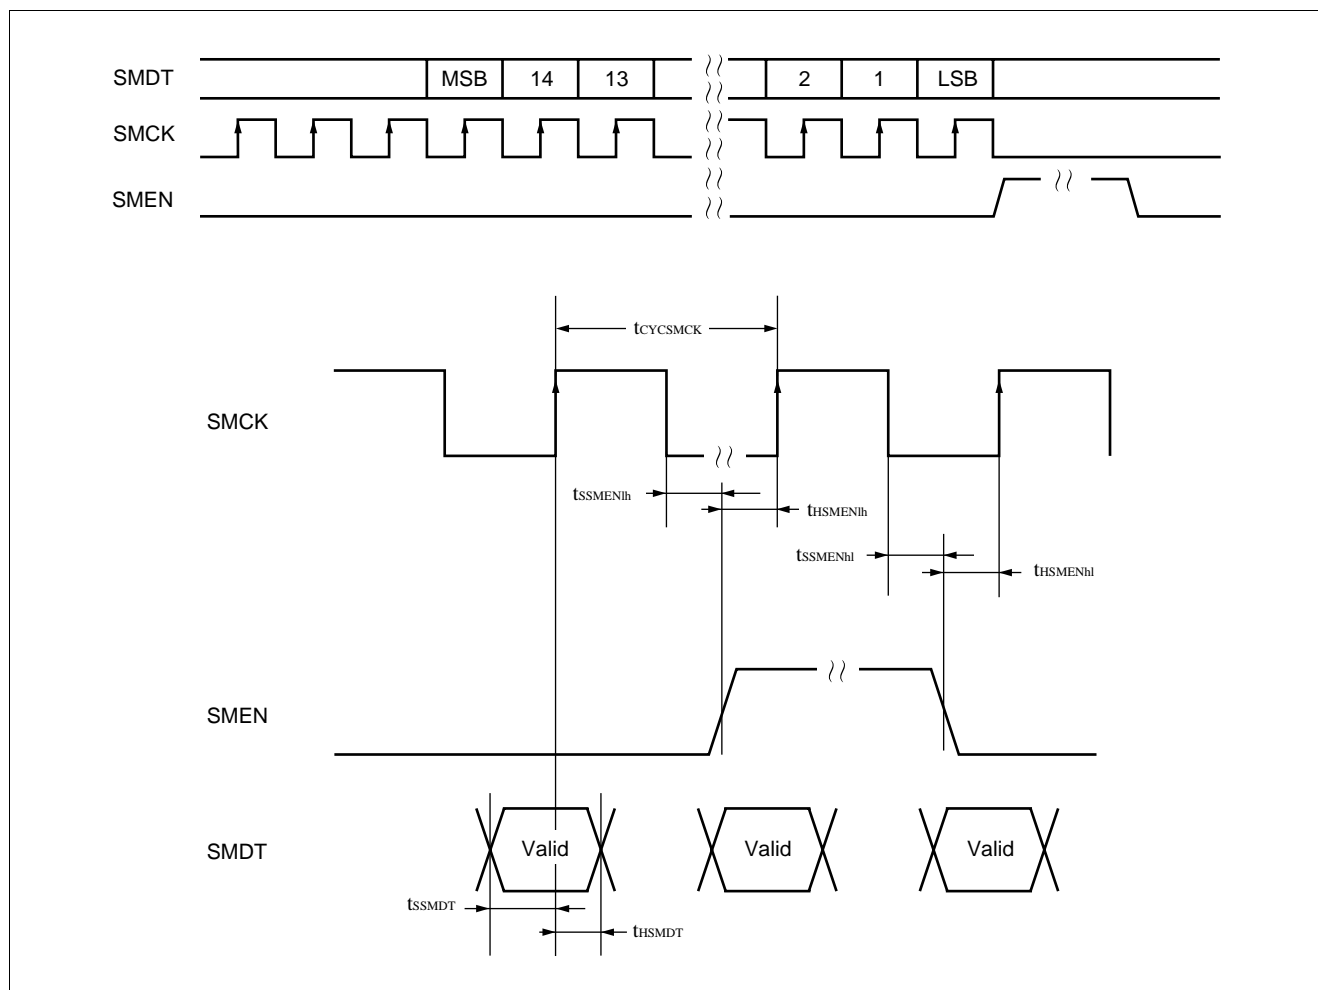 SMDT MSB 14 13 2 1 LSB
SMCK
SMEN
tCYCSMCK
SMCK
tSSMENlh
tHSMENlh
tSSMENhl
tHSMENhl
SMEN
SMDT Valid Valid Valid
tSSMDT
tHSMDT